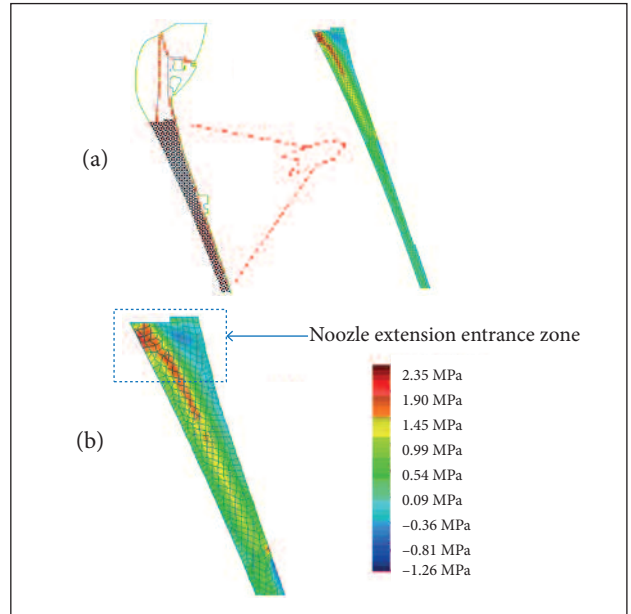 (a)
Noozle extension entrance zone
(b)
2.35 MPa
1.90 MPa
1.45 MPa
0.99 MPa
0.54 MPa
0.09 MPa
–0.36 MPa
–0.81 MPa
–1.26 MPa